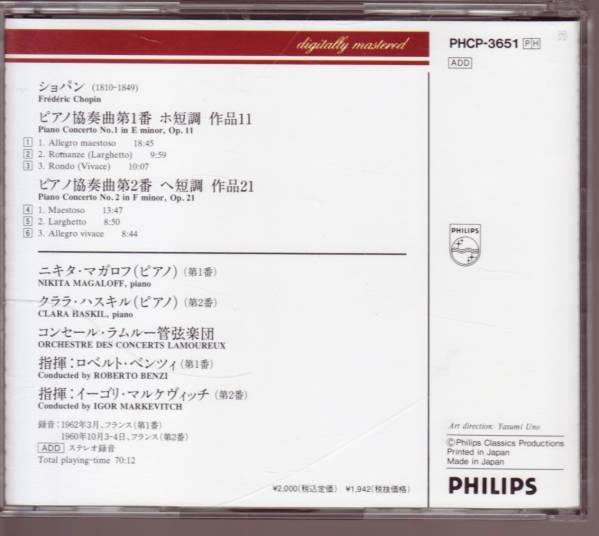 digitally mastered
PHCP-3651 PH
ADD
ショパン (1810-1849)
Frédéric Chopin
ピアノ協奏曲第1番 ホ短調 作品11
Piano Concerto No.1 in E minor, Op. 11
1 1. Allegro maestoso 18:45
2 2. Romanze (Larghetto) 9:59
3 3. Rondo (Vivace) 10:07
ピアノ協奏曲第2番 ヘ短調 作品21
Piano Concerto No. 2 in F minor, Op. 21
4 1. Maestoso 13:47
5 2. Larghetto 8:50
6 3. Allegro vivace 8:44
PHILIPS
ニキタ・マガロフ(ピアノ) (第1番)
NIKITA MAGALOFF, piano
クララ・ハスキル(ピアノ) (第2番)
CLARA HASKIL, piano
コンセール・ラムルー管弦楽団
ORCHESTRE DES CONCERTS LAMOUREUX
指揮:ロベルト・ベンツィ (第1番)
Conducted by ROBERTO BENZI
指揮:イーゴリ・マルケヴィッチ (第2番)
Conducted by IGOR MARKEVITCH
録音:1962年3月、フランス(第1番)
1960年10月3-4日、フランス(第2番)
ADD ステレオ録音
Total playing-time 70:12
¥2,000(税込定価) ¥1,942(税抜価格)
Art direction: Yasumi Uno
ⓅPhilips Classics Productions
Printed in Japan
Made in Japan
PHILIPS